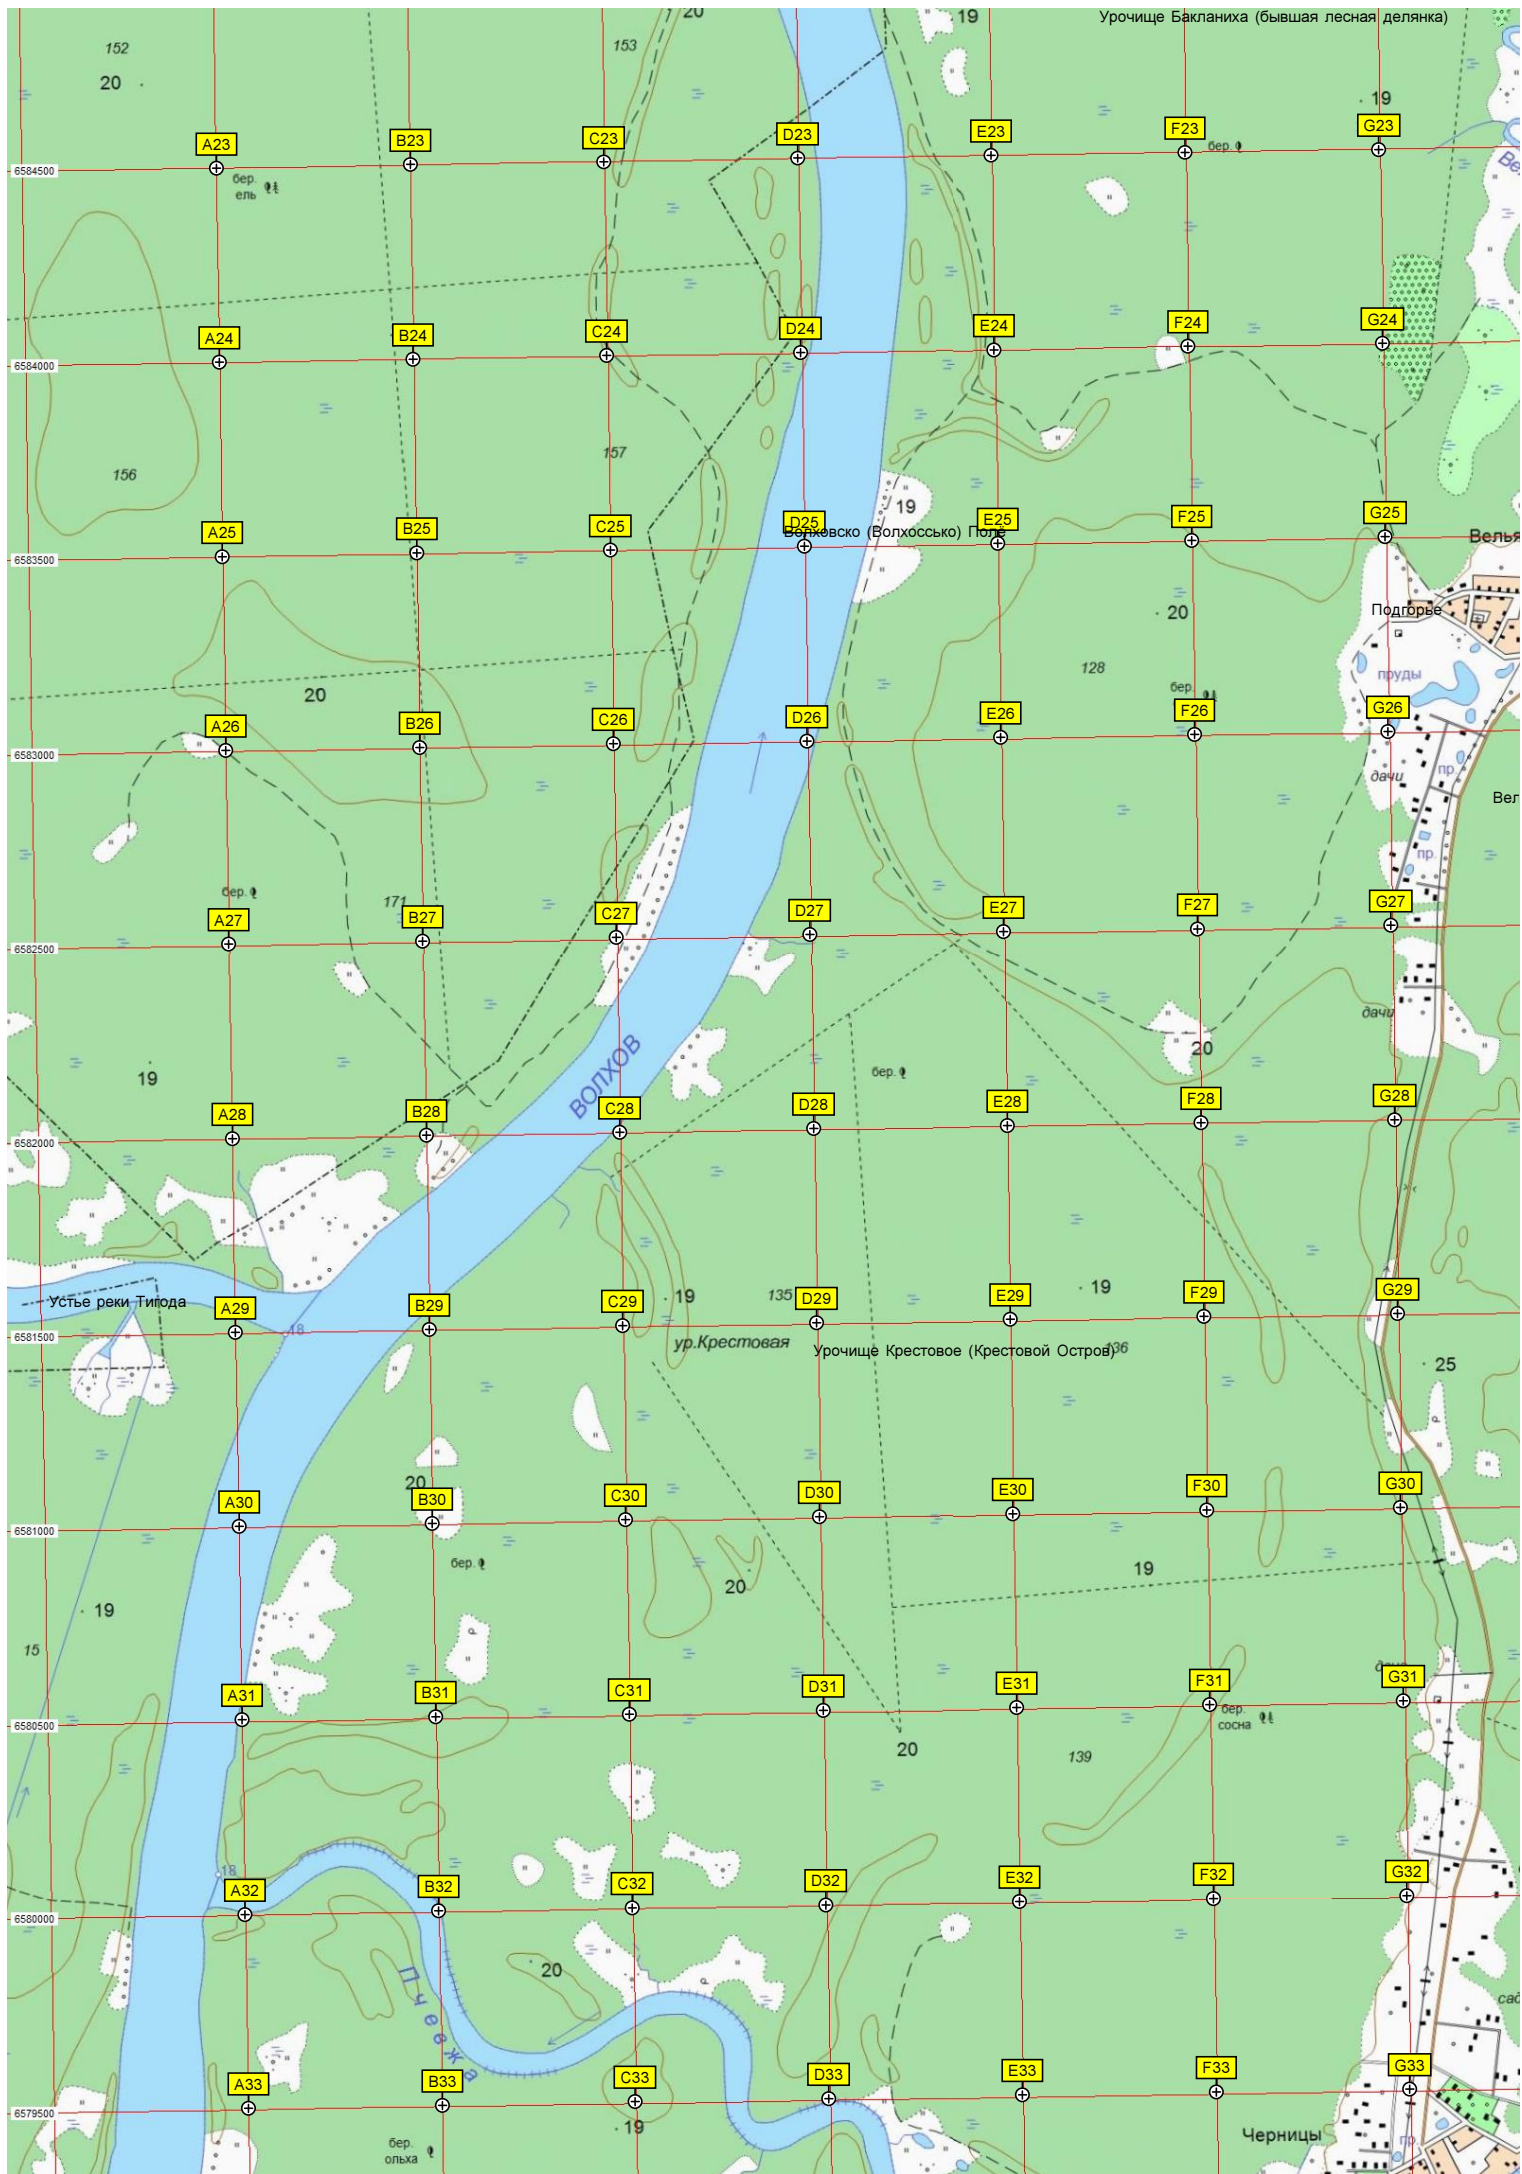 20
19
Урочище Бакланиха (бывшая лесная делянка)
152
153
20
19
A23
B23
C23
D23
E23
F23
G23
бер.
6584500
бер.
ель
A24
B24
C24
D24
E24
F24
G24
6584000
156
157
19
A25
B25
C25
D25
E25
F25
G25
Волховско (Волхоссько) Поле
6583500
Подгорье
20
20
128
пруды
бер.
A26
B26
C26
D26
E26
F26
G26
6583000
дачи
пр.
пр.
бер.
171
A27
B27
C27
D27
E27
F27
G27
6582500
дачи
ВОЛХОВ
20
19
бер.
A28
B28
C28
D28
E28
F28
G28
6582000
Устье реки Тигода
19
135
19
A29
B29
C29
D29
E29
F29
G29
18
6581500
ур.Крестовая
Урочище Крестовое (Крестовой Остров)
136
25
20
A30
B30
C30
D30
E30
F30
G30
6581000
бер.
19
20
19
15
A31
B31
C31
D31
E31
F31
G31
6580500
бер.
сосна
20
139
18
A32
B32
C32
D32
E32
F32
G32
6580000
20
Пчевжа
A33
B33
C33
D33
E33
F33
G33
6579500
19
Черницы
пр.
бер.
ольха